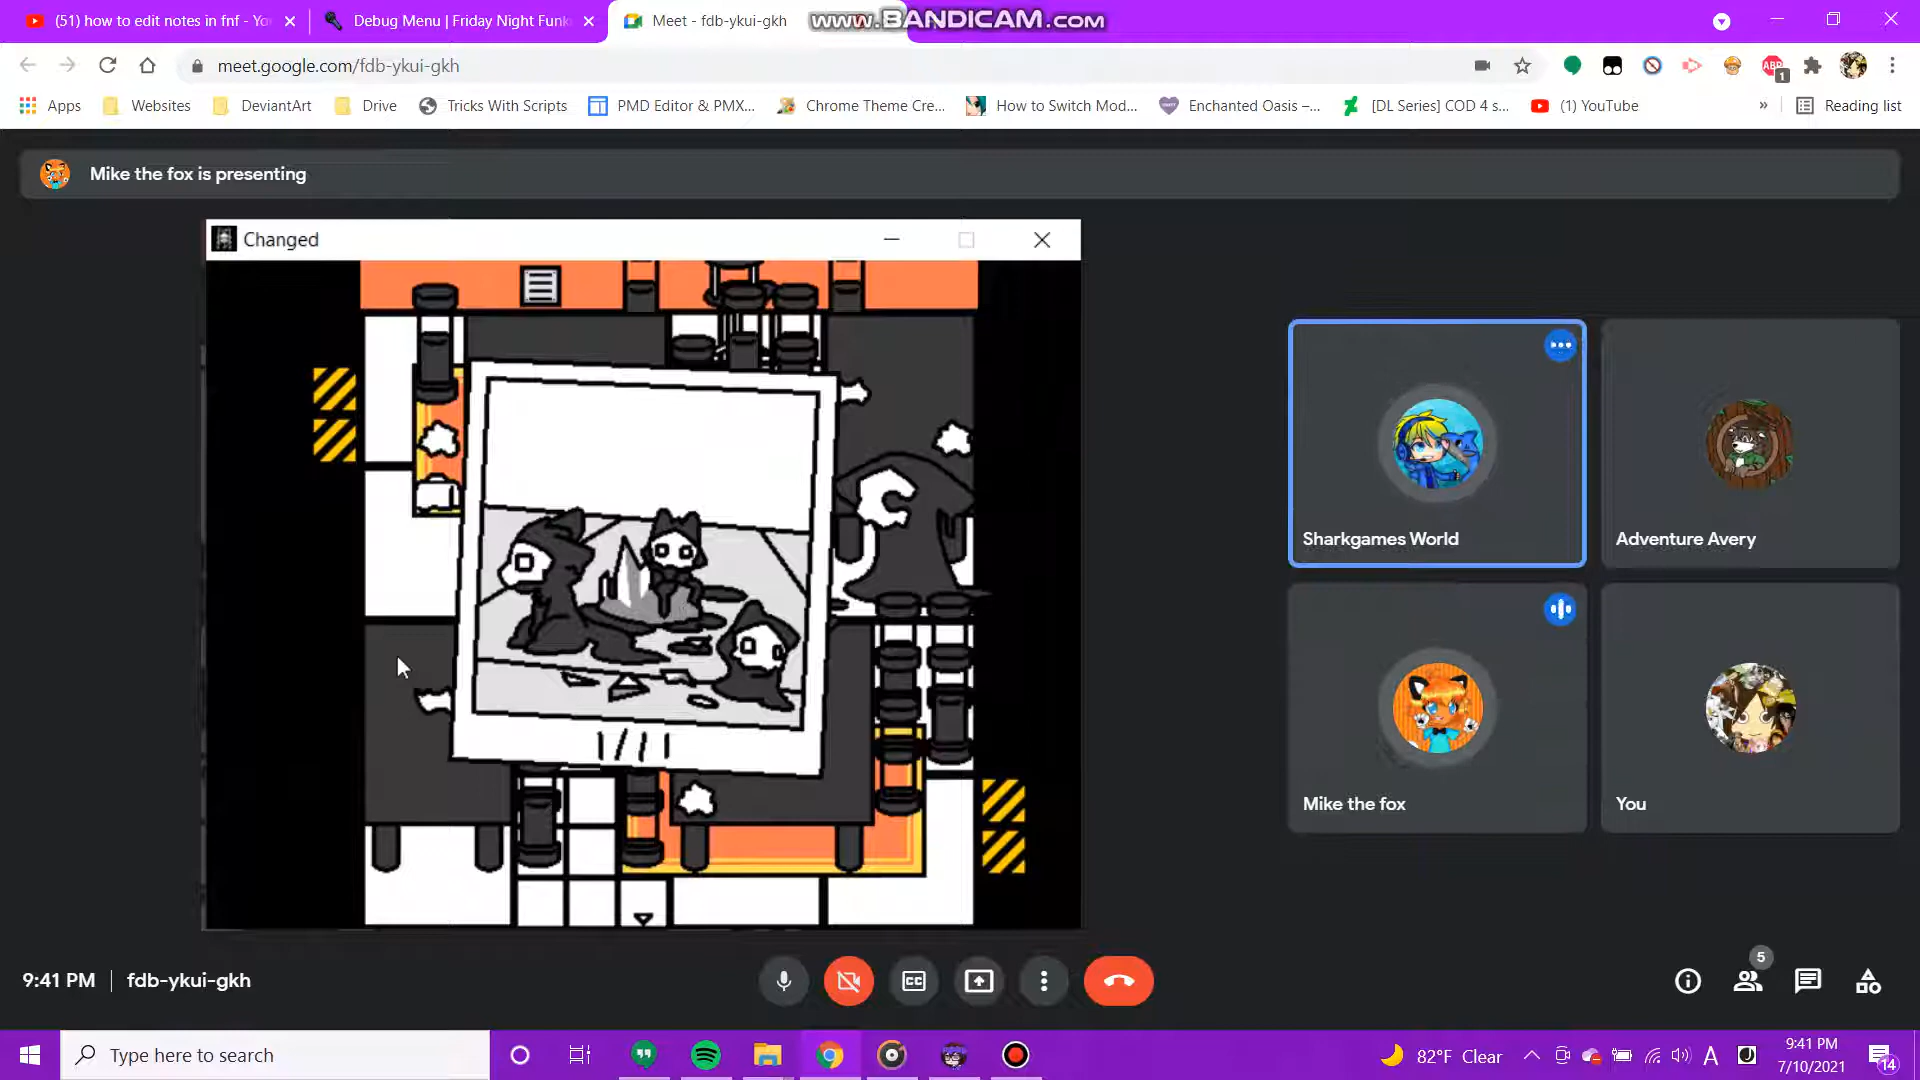 (51) how to edit notes in fnf - Yo
Debug Menu | Friday Night Funk
Meet - fdb-ykui-gkh
www.BANDICAM.com
meet.google.com/fdb-ykui-gkh
ABP
1
Apps
Websites
DeviantArt
Drive
Tricks With Scripts
PMD Editor & PMX...
Chrome Theme Cre...
How to Switch Mod...
Enchanted Oasis –...
[DL Series] COD 4 s...
(1) YouTube
»
Reading list
Mike the fox is presenting
Changed
Sharkgames World
Adventure Avery
Mike the fox
You
9:41 PM | fdb-ykui-gkh
CC
5
Type here to search
82°F Clear
A
9:41 PM
7/10/2021
14